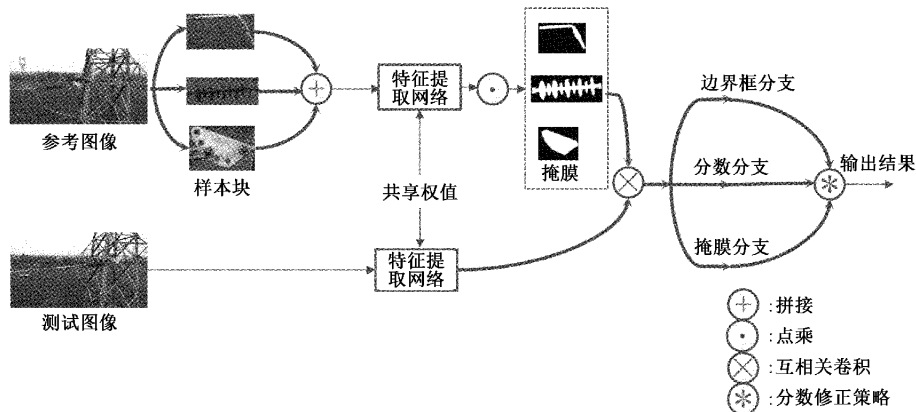 参考图像
样本块
特征提
取网络
共享权值
掩膜
测试图像
特征提
取网络
边界框分支
分数分支
掩膜分支
输出结果
:拼接
:点乘
:互相关卷积
:分数修正策略